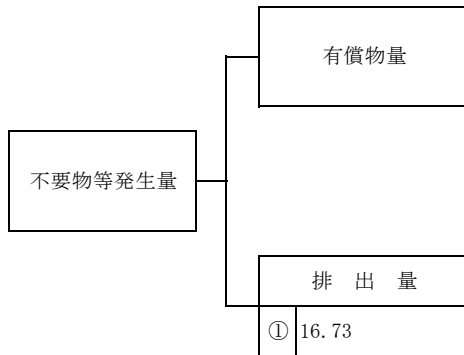 有償物量
不要物等発生量
排 出 量
① 16.73